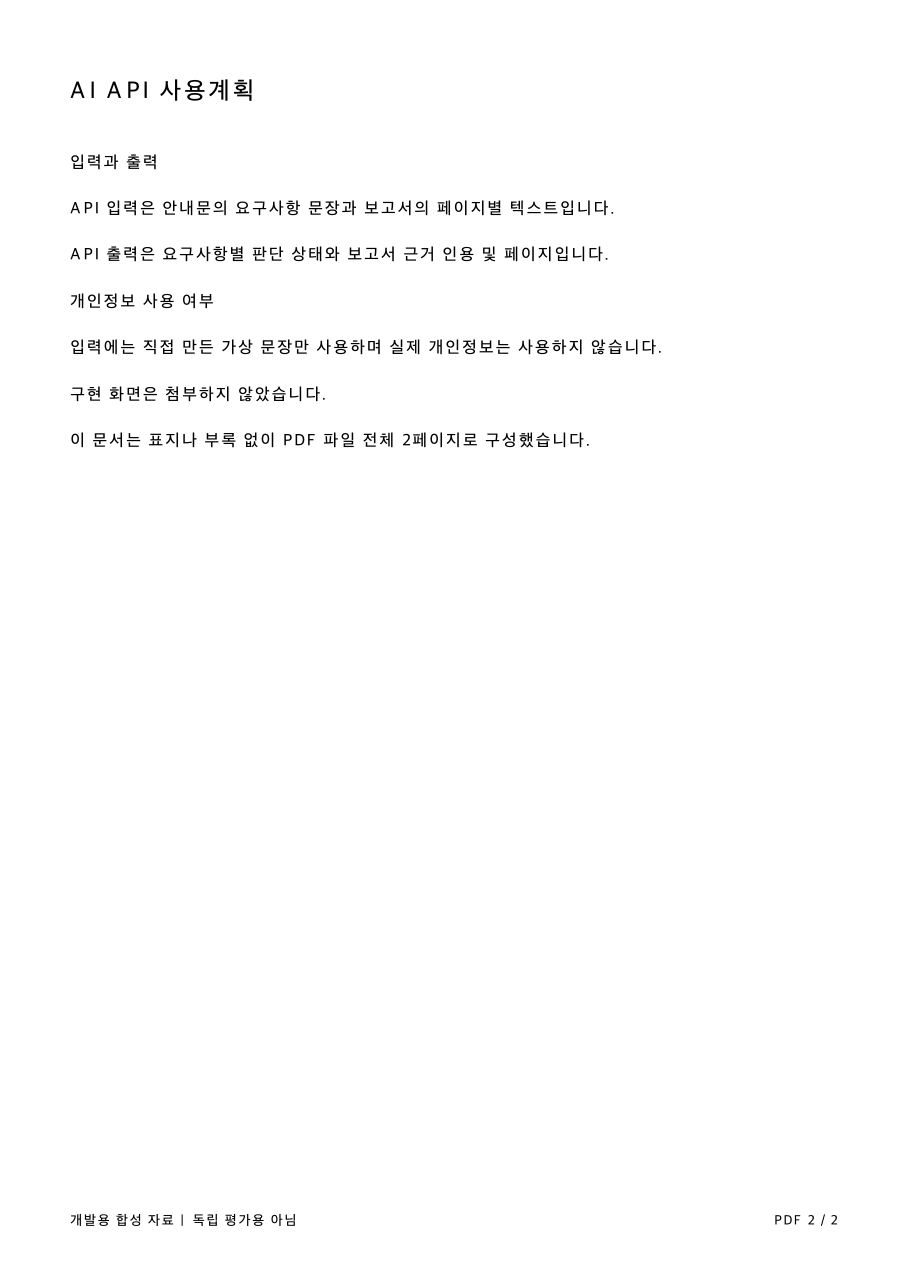 AI API 사용계획
입력과 출력
API 입력은 안내문의 요구사항 문장과 보고서의 페이지별 텍스트입니다.
API 출력은 요구사항별 판단 상태와 보고서 근거 인용 및 페이지입니다.
개인정보 사용 여부
입력에는 직접 만든 가상 문장만 사용하며 실제 개인정보는 사용하지 않습니다.
구현 화면은 첨부하지 않았습니다.
이 문서는 표지나 부록 없이 PDF 파일 전체 2페이지로 구성했습니다.
개발용 합성 자료 | 독립 평가용 아님
PDF 2 / 2